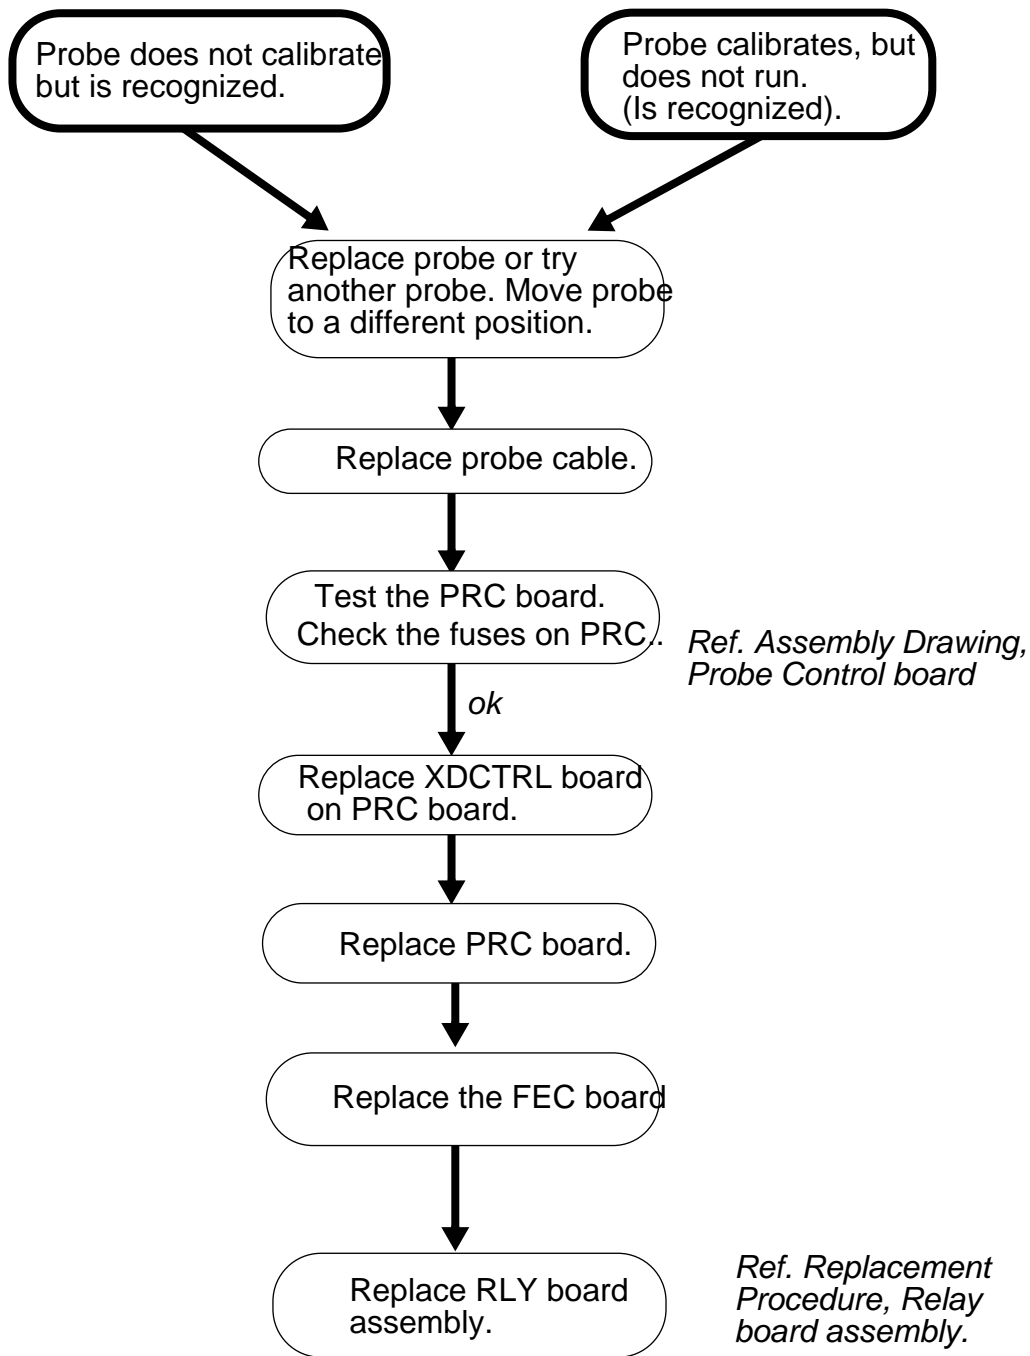 Probe does not calibrate
but is recognized.
Probe calibrates, but
does not run.
(Is recognized).
Replace probe or try
another probe. Move probe
to a different position.
Replace probe cable.
Test the PRC board.
Check the fuses on PRC..
Ref. Assembly Drawing,
Probe Control board
ok
Replace XDCTRL board
on PRC board.
Replace PRC board.
Replace the FEC board
Replace RLY board
assembly.
Ref. Replacement
Procedure, Relay
board assembly.